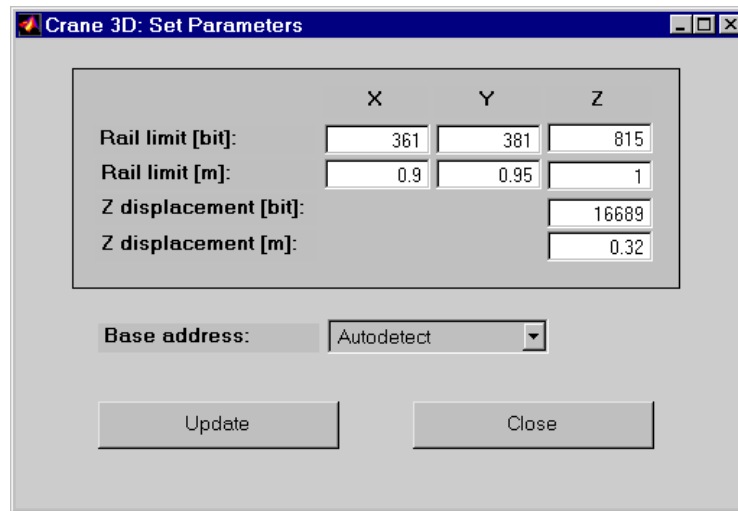 Crane 3D: Set Parameters
X Y Z
Rail limit [bit]: 361 381 815
Rail limit [m]: 0.9 0.95 1
Z displacement [bit]: 16689
Z displacement [m]: 0.32
Base address: Autodetect
Update Close